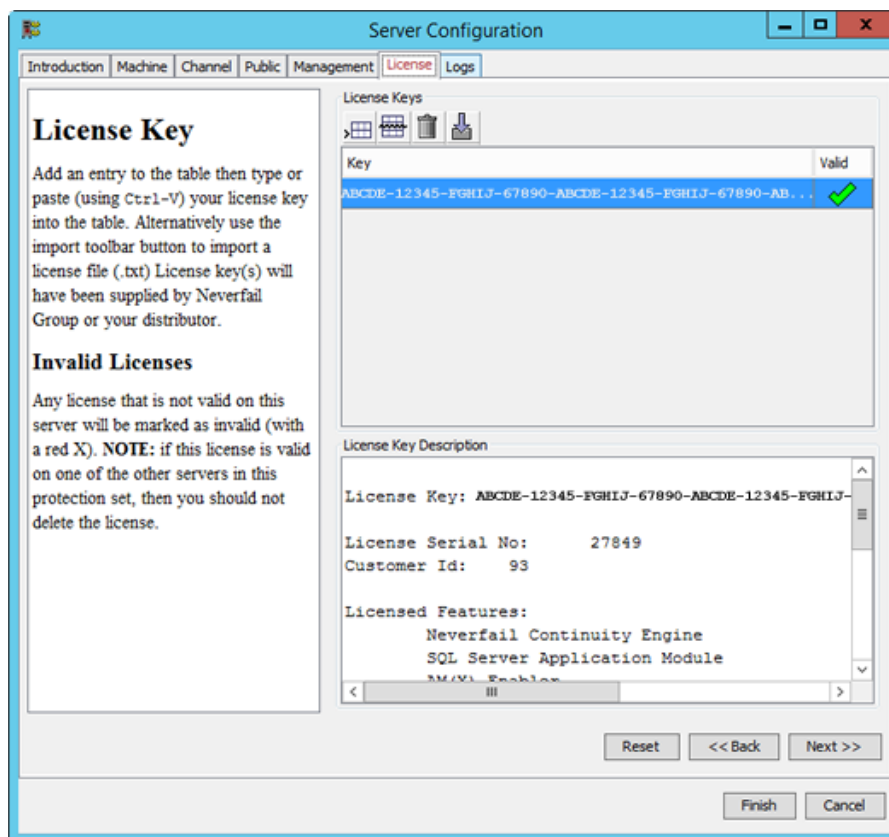 Server Configuration
Introduction Machine Channel Public Management License Logs
License Key
Add an entry to the table then type or
paste (using Ctrl-V) your license key
into the table. Alternatively use the
import toolbar button to import a
license file (.txt) License key(s) will
have been supplied by Neverfail
Group or your distributor.
Invalid Licenses
Any license that is not valid on this
server will be marked as invalid (with
a red X). NOTE: if this license is valid
on one of the other servers in this
protection set, then you should not
delete the license.
License Keys
Key Valid
ABCDE-12345-FGHIJ-67890-ABCDE-12345-FGHIJ-67890-AB...
License Key Description
License Key: ABCDE-12345-FGHIJ-67890-ABCDE-12345-FGHIJ-
License Serial No: 27849
Customer Id: 93
Licensed Features:
Neverfail Continuity Engine
SQL Server Application Module
AM(X) Enabler
Reset << Back Next >>
Finish Cancel